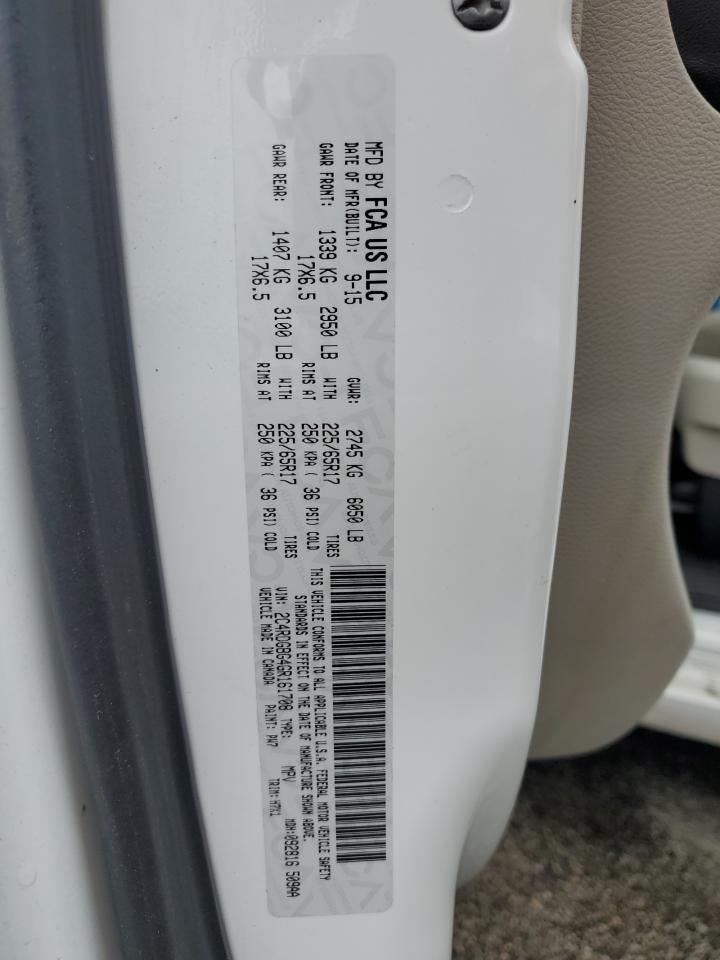 MFD BY FCA US LLC
DATE OF MFR(BUILT): 9-15 GVWR: 2745 KG 6050 LB
GAWR FRONT: 1339 KG 2950 LB WITH 225/65R17 TIRES
17X6.5 RIMS AT 250 KPA ( 36 PSI) COLD
GAWR REAR: 1407 KG 3100 LB WITH 225/65R17 TIRES
17X6.5 RIMS AT 250 KPA ( 36 PSI) COLD
THIS VEHICLE CONFORMS TO ALL APPLICABLE U.S.A. FEDERAL MOTOR VEHICLE SAFETY
STANDARDS IN EFFECT ON THE DATE OF MANUFACTURE SHOWN ABOVE.
VIN: 2C4RDGBG4GR161708 TYPE: MPV MDH:092816 509AA
VEHICLE MADE IN CANADA PAINT: PW7 TRIM: